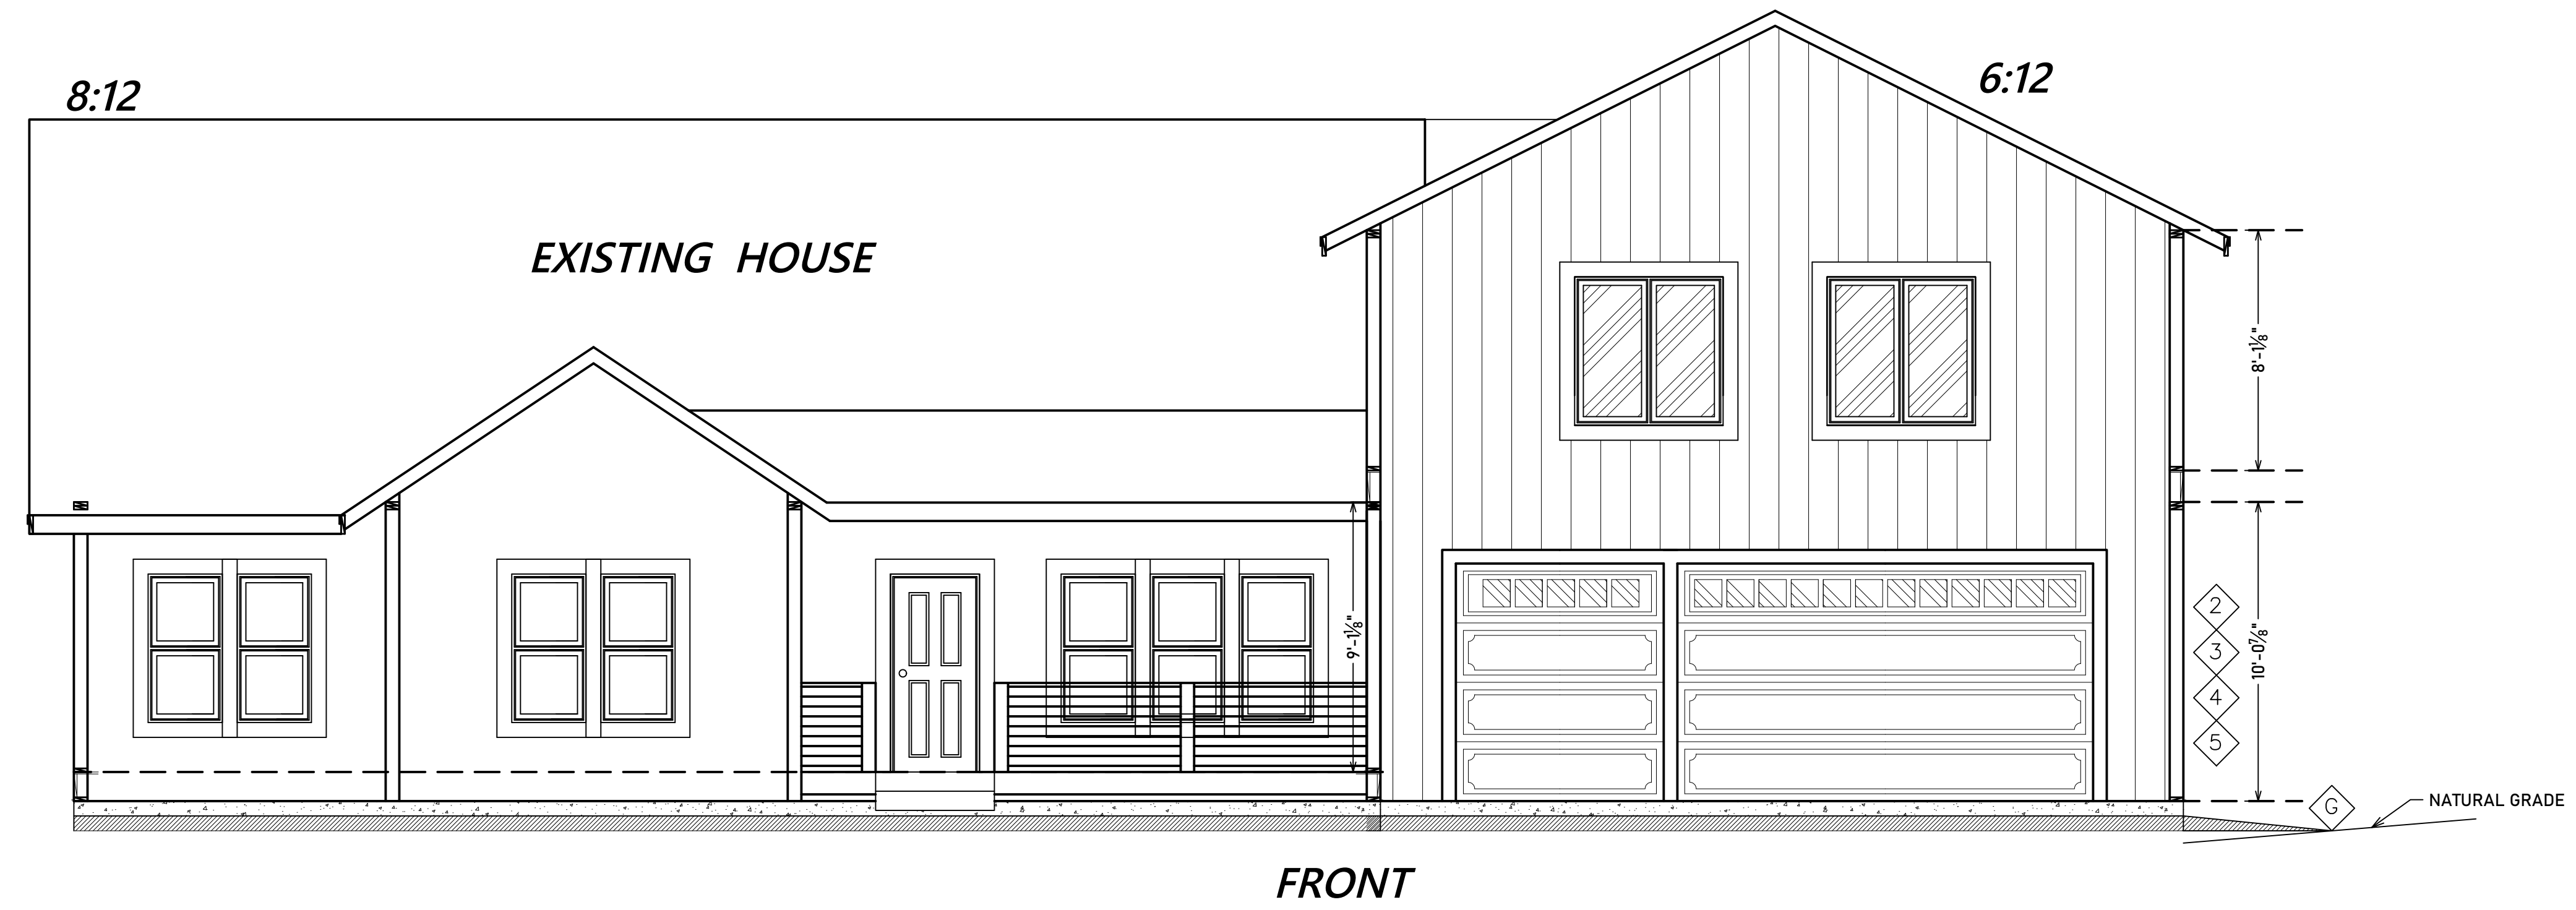 8:12
6:12
EXISTING HOUSE
8'-1⅛"
9'-1⅛"
10'-0⅞"
2
3
4
5
G
NATURAL GRADE
FRONT